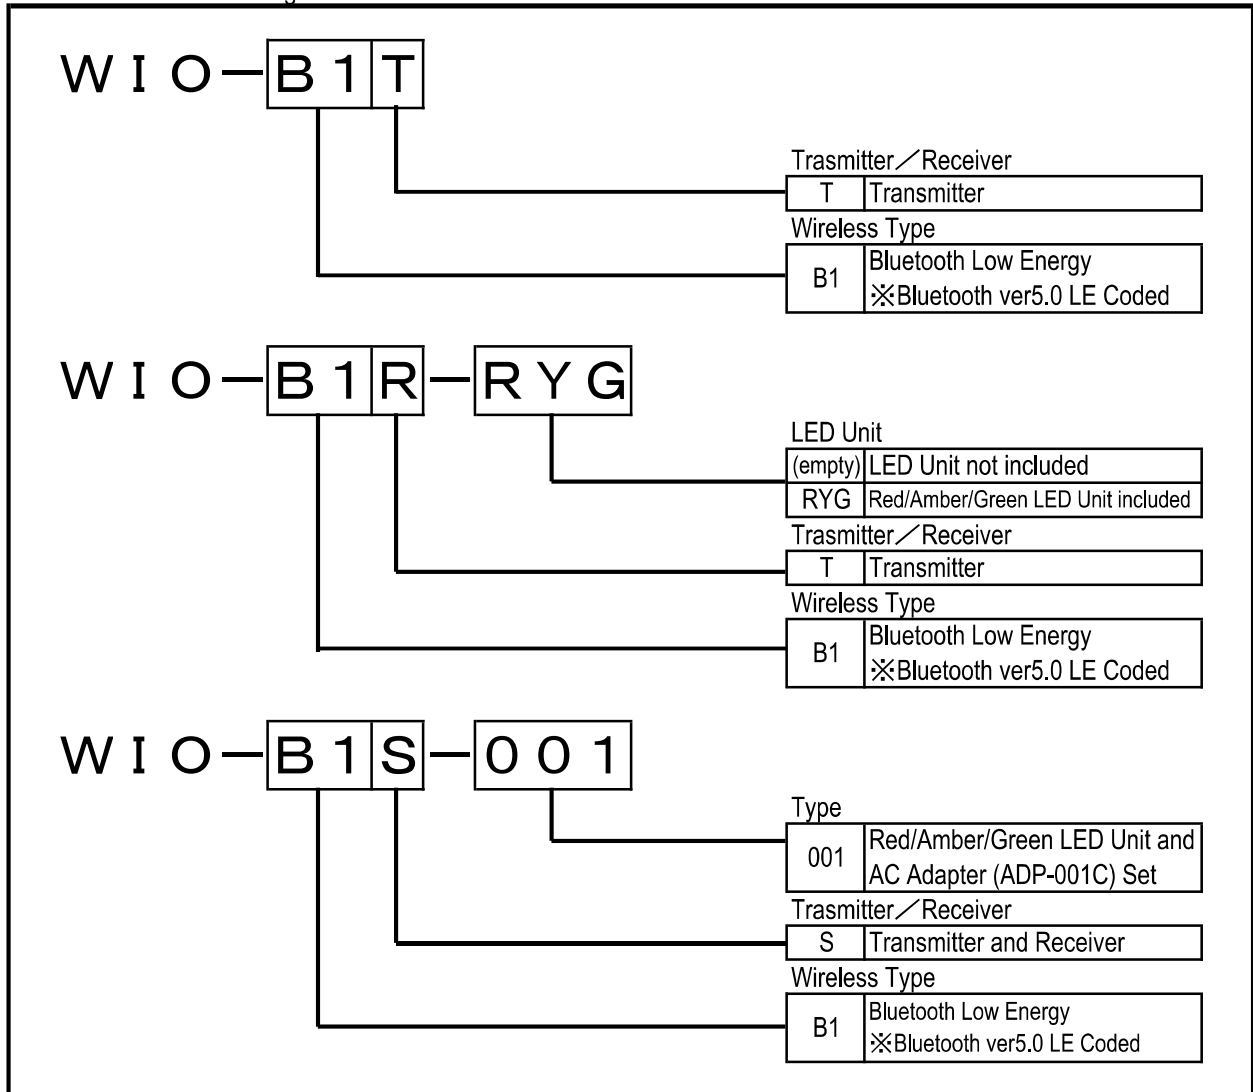 WIO-B1T
Trasmitter／Receiver
T Transmitter
Wireless Type
B1 Bluetooth Low Energy
※Bluetooth ver5.0 LE Coded
WIO-B1R-RYG
LED Unit
(empty) LED Unit not included
RYG Red/Amber/Green LED Unit included
Trasmitter／Receiver
T Transmitter
Wireless Type
B1 Bluetooth Low Energy
※Bluetooth ver5.0 LE Coded
WIO-B1S-001
Type
001 Red/Amber/Green LED Unit and
AC Adapter (ADP-001C) Set
Trasmitter／Receiver
S Transmitter and Receiver
Wireless Type
B1 Bluetooth Low Energy
※Bluetooth ver5.0 LE Coded